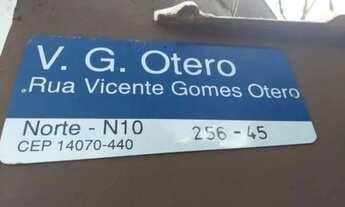 V. G. Otero
Rua Vicente Gomes Otero
Norte - N10 256 - 45
CEP 14070-440